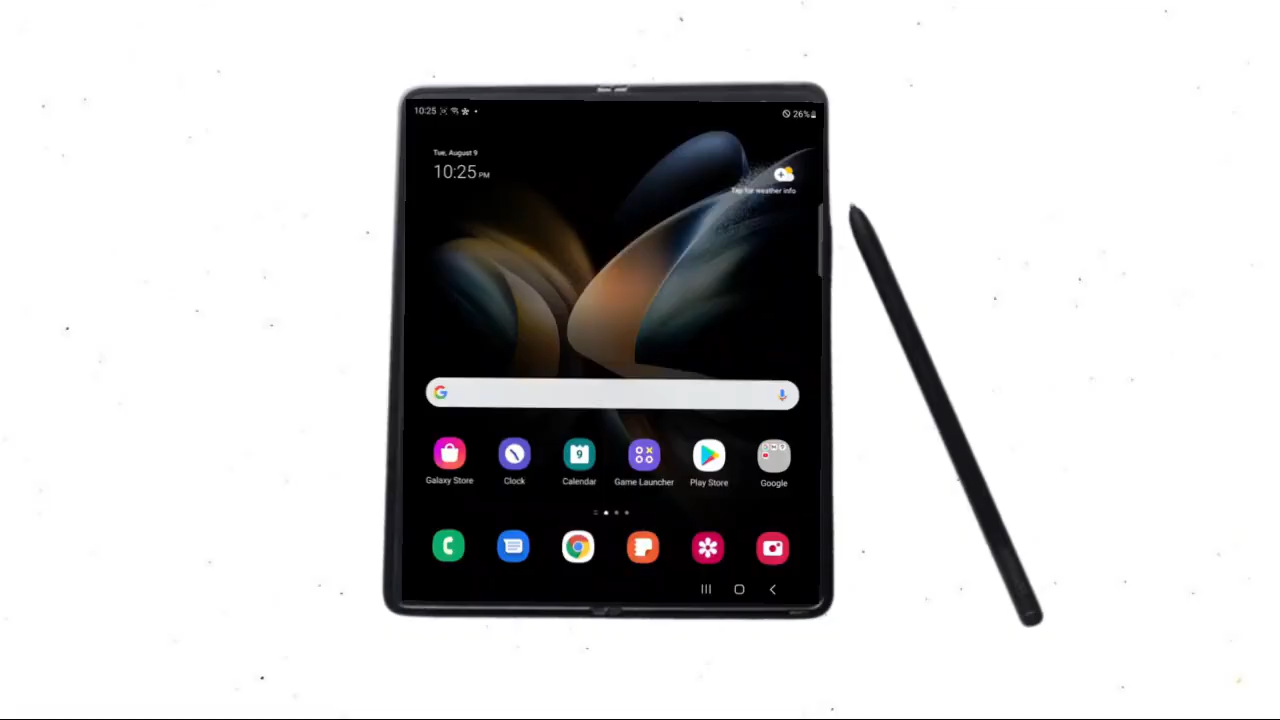 10:25
26%
Tue, August 9
10:25 PM
Tap for weather info
9
Galaxy Store
Clock
Calendar
Game Launcher
Play Store
Google